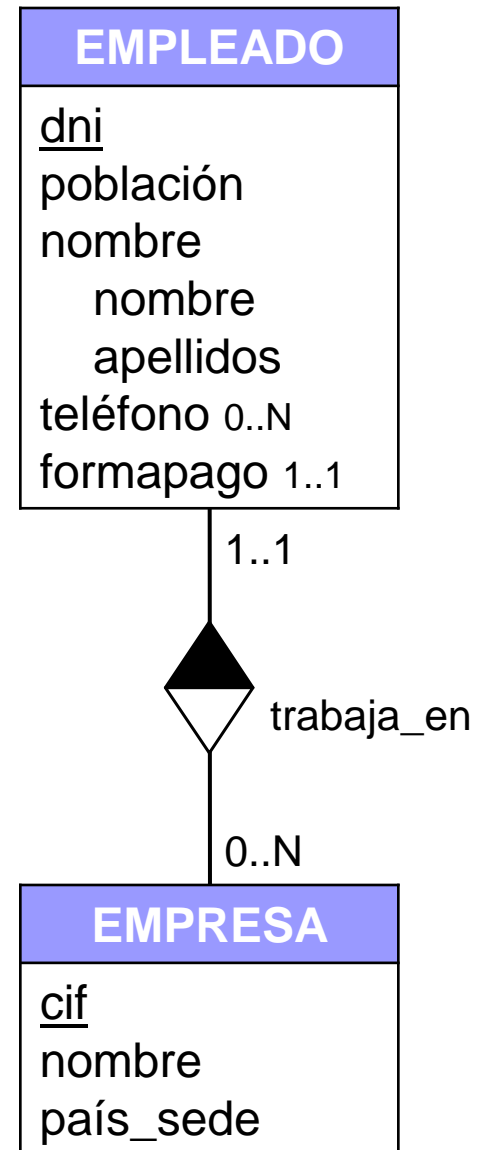 EMPLEADO
dni
población
nombre
nombre
apellidos
teléfono 0..N
formapago 1..1
1..1
trabaja_en
0..N
EMPRESA
cif
nombre
país_sede